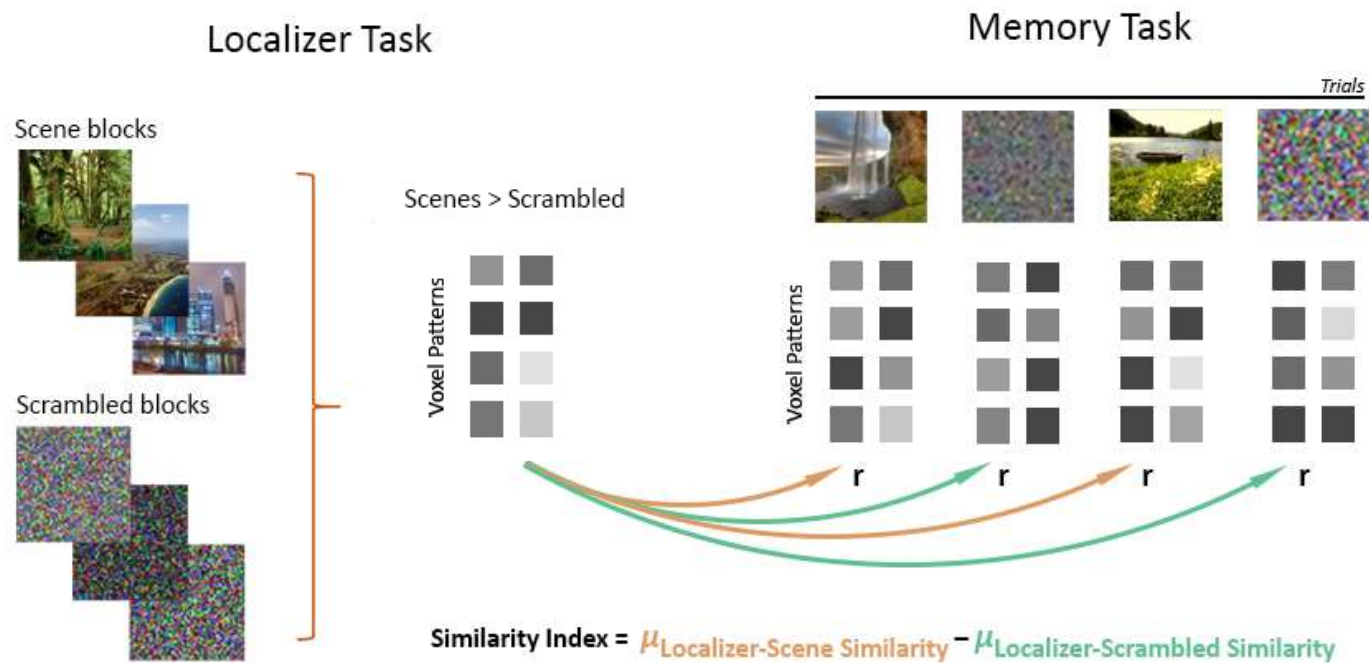 Localizer Task
Memory Task
Trials
Scene blocks
Scenes > Scrambled
Voxel Patterns
Voxel Patterns
Scrambled blocks
r r r r
Similarity Index = μLocalizer-Scene Similarity – μLocalizer-Scrambled Similarity